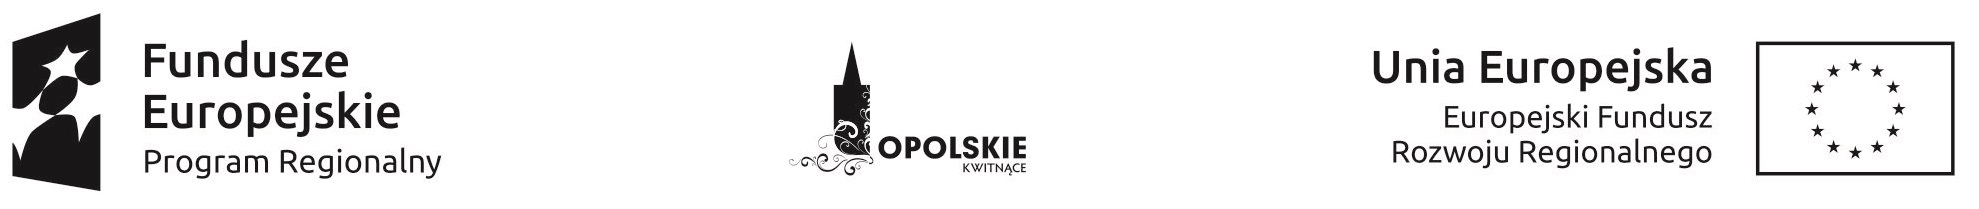 Fundusze
Europejskie
Program Regionalny
OPOLSKIE
KWITNĄCE
Unia Europejska
Europejski Fundusz
Rozwoju Regionalnego